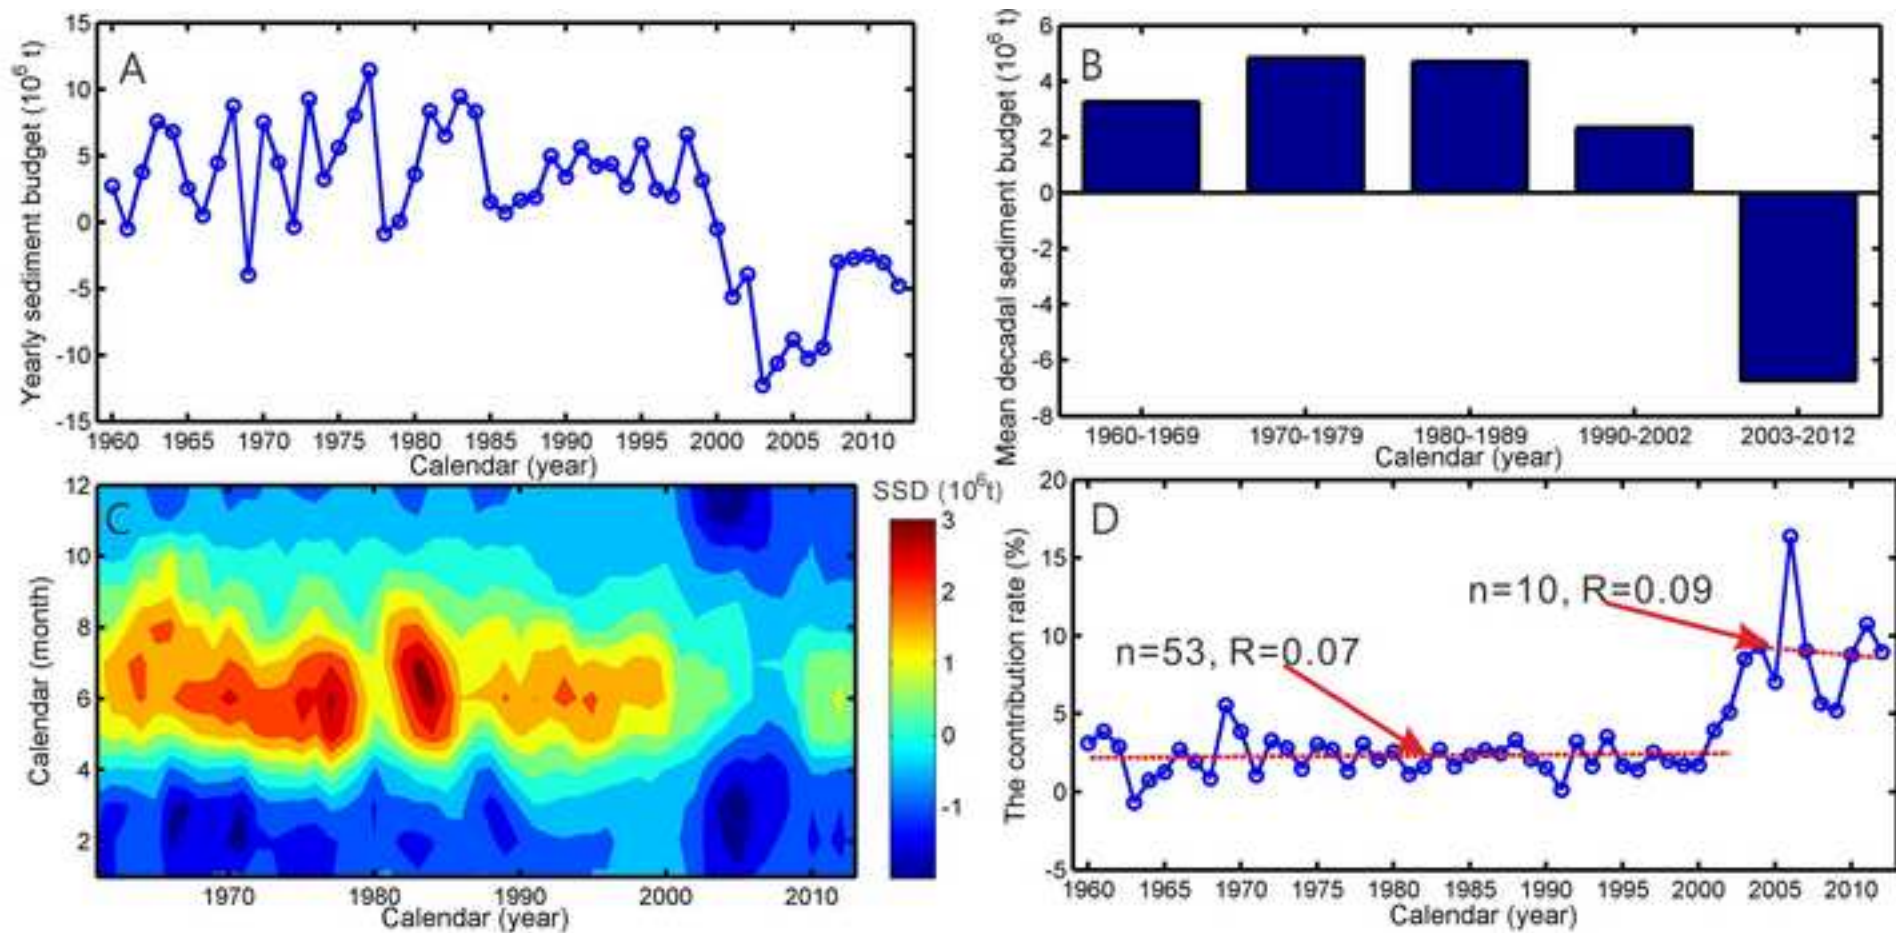 A
Yearly sediment budget (10⁶ t)
15
10
5
0
-5
-10
-15
1960 1965 1970 1975 1980 1985 1990 1995 2000 2005 2010
Calendar (year)
B
Mean decadal sediment budget (10⁶ t)
6
4
2
0
-2
-4
-6
-8
1960-1969 1970-1979 1980-1989 1990-2002 2003-2012
Calendar (year)
C
Calendar (month)
12
10
8
6
4
2
1970 1980 1990 2000 2010
Calendar (year)
SSD (10⁶t)
3
2
1
0
-1
D
The contribution rate (%)
20
15
10
5
0
-5
n=10, R=0.09
n=53, R=0.07
1960 1965 1970 1975 1980 1985 1990 1995 2000 2005 2010
Calendar (year)